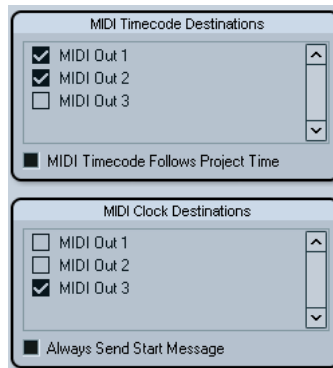 MIDI Timecode Destinations
MIDI Out 1
MIDI Out 2
MIDI Out 3
MIDI Timecode Follows Project Time
MIDI Clock Destinations
MIDI Out 1
MIDI Out 2
MIDI Out 3
Always Send Start Message